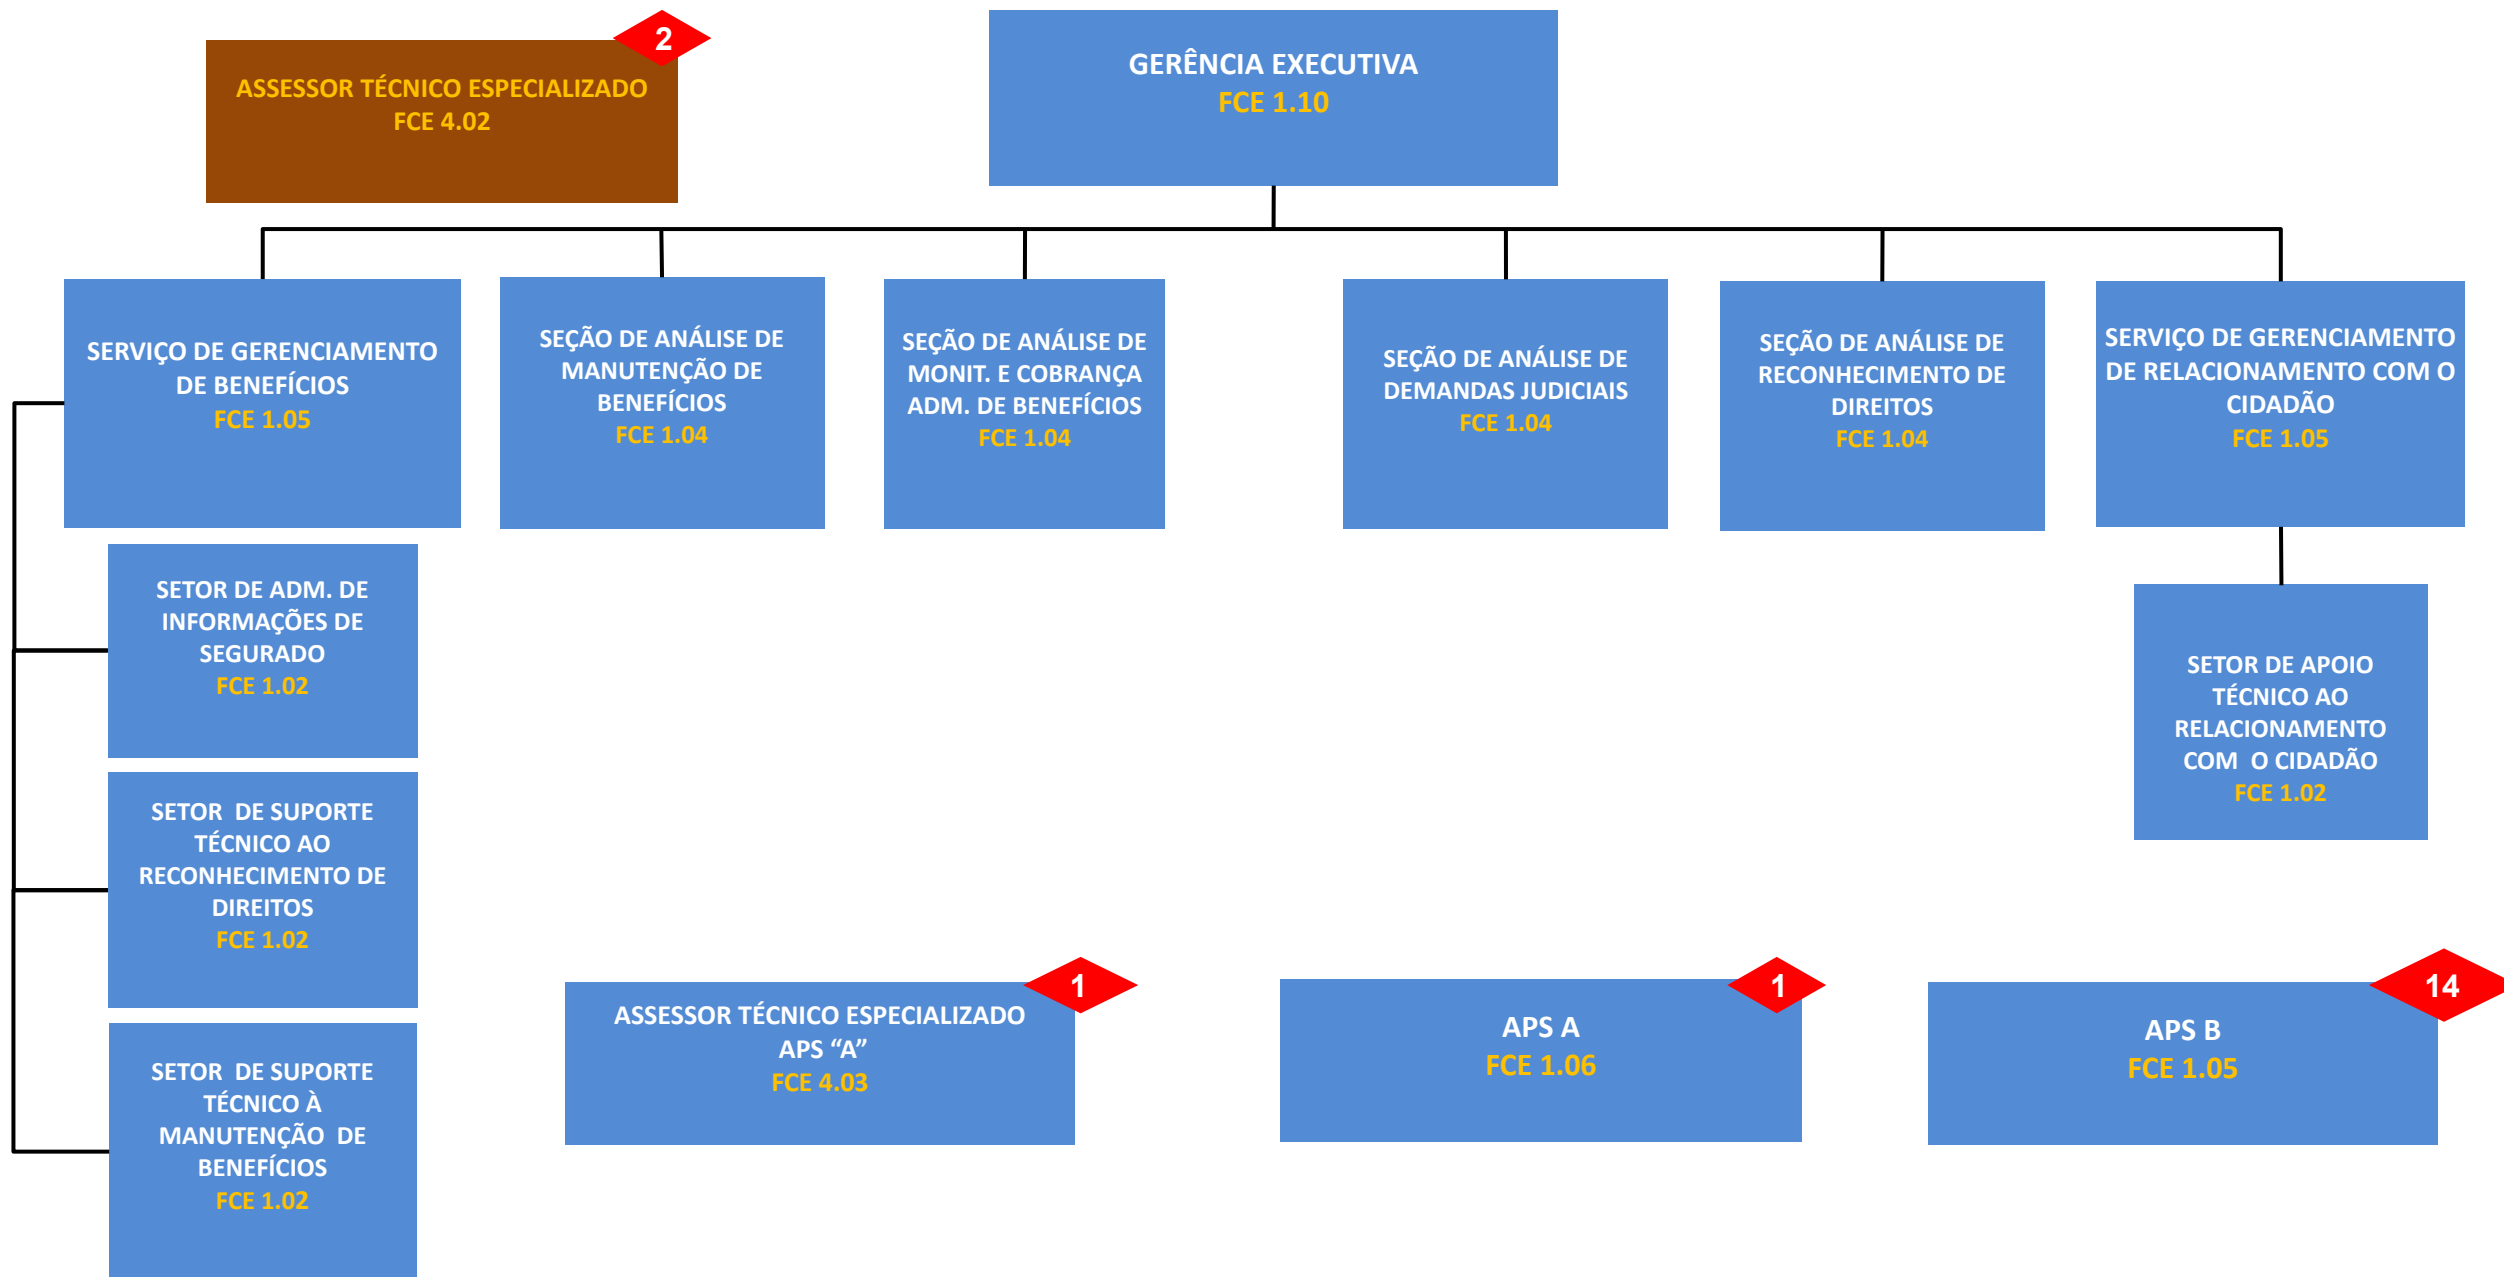 2
ASSESSOR TÉCNICO ESPECIALIZADO
FCE 4.02
GERÊNCIA EXECUTIVA
FCE 1.10
SERVIÇO DE GERENCIAMENTO
DE BENEFÍCIOS
FCE 1.05
SEÇÃO DE ANÁLISE DE
MANUTENÇÃO DE
BENEFÍCIOS
FCE 1.04
SEÇÃO DE ANÁLISE DE
MONIT. E COBRANÇA
ADM. DE BENEFÍCIOS
FCE 1.04
SEÇÃO DE ANÁLISE DE
DEMANDAS JUDICIAIS
FCE 1.04
SEÇÃO DE ANÁLISE DE
RECONHECIMENTO DE
DIREITOS
FCE 1.04
SERVIÇO DE GERENCIAMENTO
DE RELACIONAMENTO COM O
CIDADÃO
FCE 1.05
SETOR DE ADM. DE
INFORMAÇÕES DE
SEGURADO
FCE 1.02
SETOR DE APOIO
TÉCNICO AO
RELACIONAMENTO
COM  O CIDADÃO
FCE 1.02
SETOR  DE SUPORTE
TÉCNICO AO
RECONHECIMENTO DE
DIREITOS
FCE 1.02
1
ASSESSOR TÉCNICO ESPECIALIZADO
APS “A”
FCE 4.03
1
APS A
FCE 1.06
14
APS B
FCE 1.05
SETOR  DE SUPORTE
TÉCNICO À
MANUTENÇÃO  DE
BENEFÍCIOS
FCE 1.02